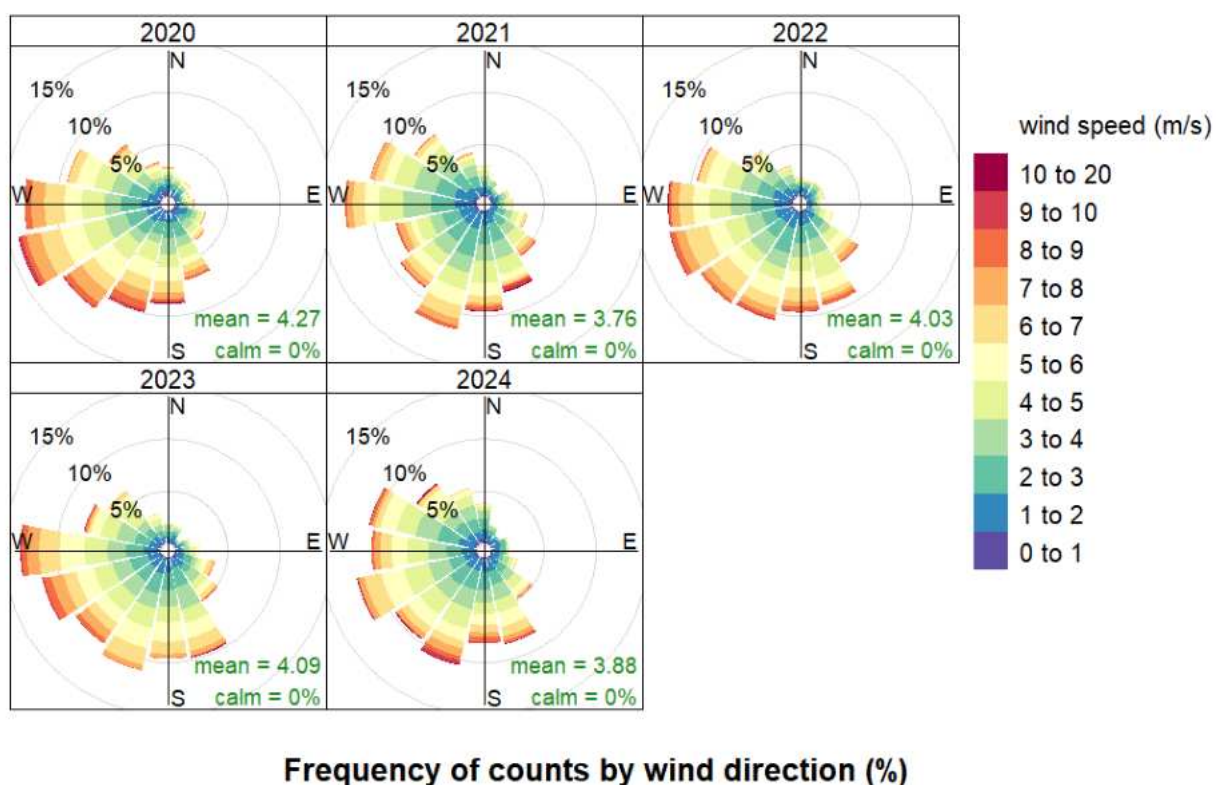 2020
N
15%
10%
5%
W
E
S
mean = 4.27
calm = 0%
2021
N
15%
10%
5%
W
E
S
mean = 3.76
calm = 0%
2022
N
15%
10%
5%
W
E
S
mean = 4.03
calm = 0%
2023
N
15%
10%
5%
W
E
S
mean = 4.09
calm = 0%
2024
N
15%
10%
5%
W
E
S
mean = 3.88
calm = 0%
wind speed (m/s)
10 to 20
9 to 10
8 to 9
7 to 8
6 to 7
5 to 6
4 to 5
3 to 4
2 to 3
1 to 2
0 to 1
Frequency of counts by wind direction (%)